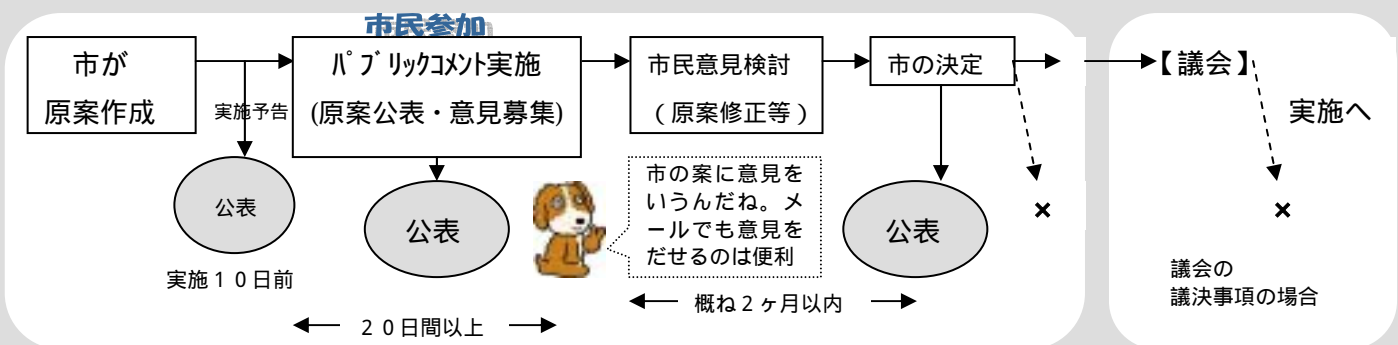 市民参加
市が
原案作成
実施予告
公表
実施10日前
パブリックコメント実施
(原案公表・意見募集)
公表
20日間以上
市民意見検討
(原案修正等)
市の案に意見を
いうんだね。メ
ールでも意見を
だせるのは便利
概ね2ヶ月以内
市の決定
公表
×
【議会】
実施へ
×
議会の
議決事項の場合